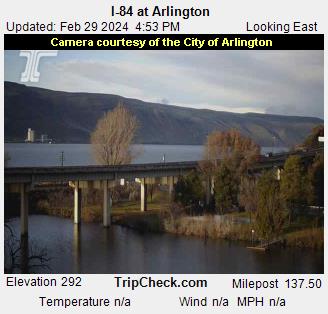 I-84 at Arlington
Updated: Feb 29 2024 4:53 PM Looking East
Camera courtesy of the City of Arlington
Elevation 292 TripCheck.com Milepost 137.50
Temperature n/a Wind n/a MPH n/a